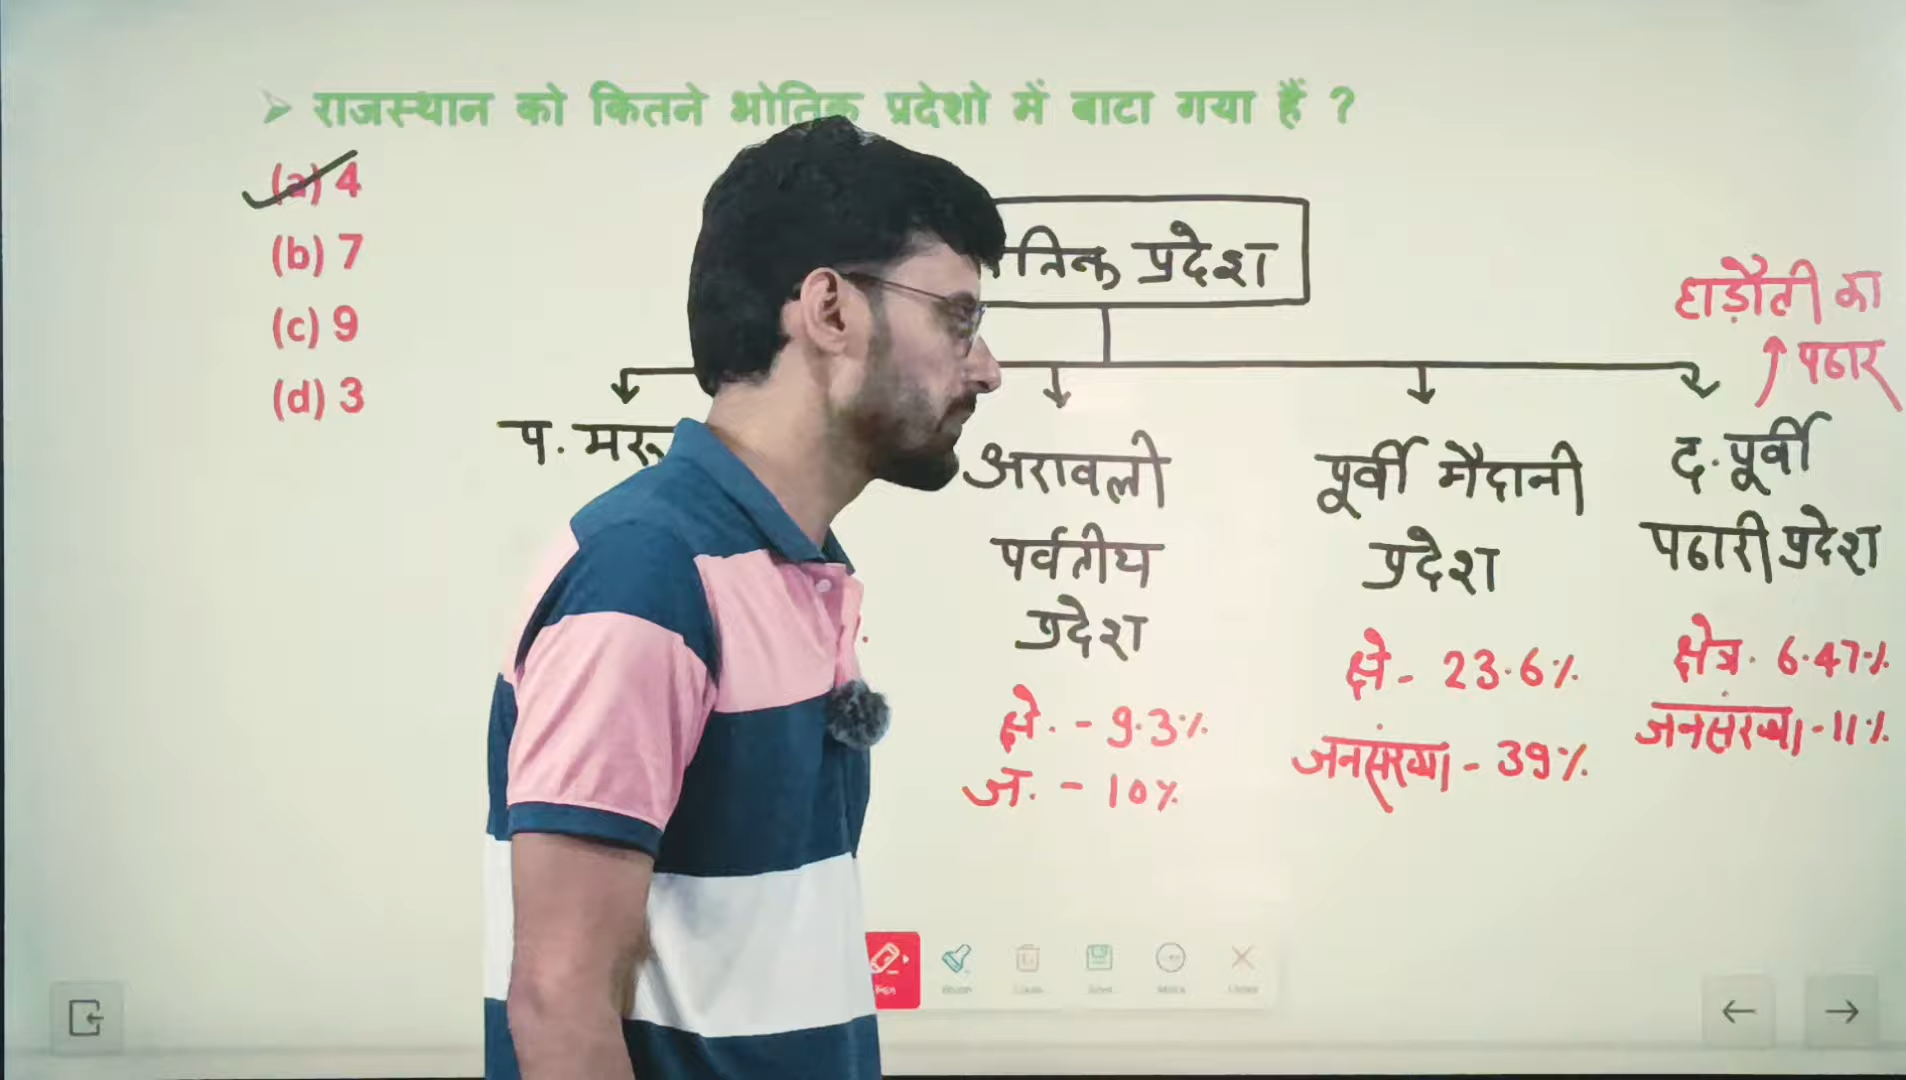 राजस्थान को कितने भोतिक प्रदेशो में बाटा गया हैं ?
(a) 4
(b) 7
(c) 9
(d) 3
प्रदेश
हाड़ौती का
पठार
प. मरू
अरावली
पर्वतीय
प्रदेश
क्षे. - 9.3%
ज. - 10%
पूर्वी मैदानी
प्रदेश
क्षे - 23.6%
जनसंख्या - 39%
द. पूर्वी
पठारी प्रदेश
क्षेत्र. 6.47%
जनसंख्या - 11%